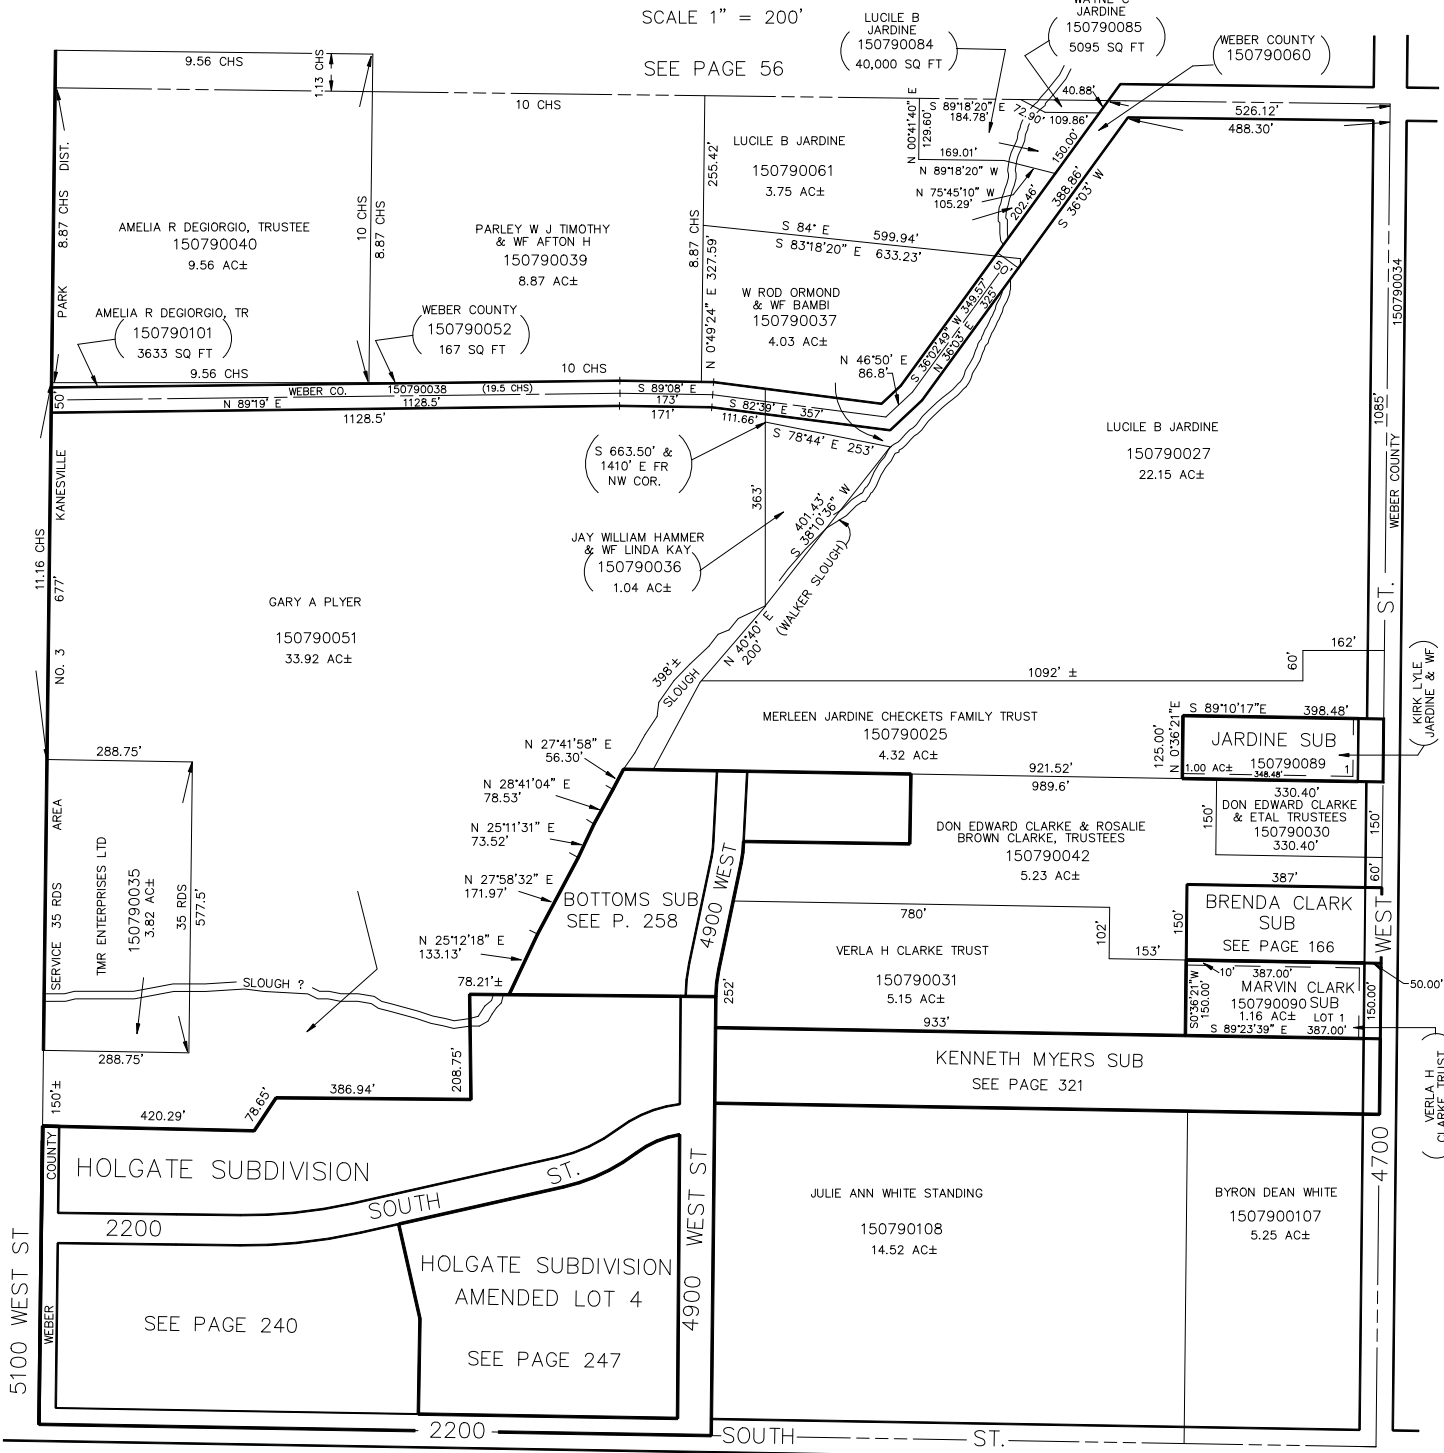 SCALE 1" = 200'
SEE PAGE 56
9.56 CHS
1.13 CHS
10 CHS
LUCILE B
JARDINE
150790084
40,000 SQ FT
JARDINE
150790085
5095 SQ FT
WEBER COUNTY
150790060
40.88'
526.12'
488.30'
S 89°18'20" E
184.78'
72.90'
109.86'
N 00°41'40" E
129.60'
169.01'
N 89°18'20" W
N 75°45'10" W
105.29'
150.00'
202.46'
388.86'
S 36°03' W
PARK DIST.
8.87 CHS
AMELIA R DEGIORGIO, TRUSTEE
150790040
9.56 AC±
10 CHS
8.87 CHS
PARLEY W J TIMOTHY
& WF AFTON H
150790039
8.87 AC±
255.42'
8.87 CHS
N 0°49'24" E 327.59'
LUCILE B JARDINE
150790061
3.75 AC±
S 84° E 599.94'
S 83°18'20" E 633.23'
W ROD ORMOND
& WF BAMBI
150790037
4.03 AC±
50'
S 36°02'49" W 349.57'
N 36°03' E 325'
N 46°50' E
86.8'
AMELIA R DEGIORGIO, TR
150790101
3633 SQ FT
WEBER COUNTY
150790052
167 SQ FT
9.56 CHS
10 CHS
50'
WEBER CO. 150790038 (19.5 CHS)
N 89°19' E 1128.5'
1128.5'
S 89°08' E
173'
171'
S 82°39' E 357'
111.66'
S 78°44' E 253'
S 663.50' &
1410' E FR
NW COR.
363'
JAY WILLIAM HAMMER
& WF LINDA KAY
150790036
1.04 AC±
401.43'
S 38°10'36" W
(WALKER SLOUGH)
N 40°40' E
200'
398'±
SLOUGH
LUCILE B JARDINE
150790027
22.15 AC±
150790034
1085'
WEBER COUNTY
ST.
11.16 CHS
KANESVILLE
677'
NO. 3
GARY A PLYER
150790051
33.92 AC±
162'
60'
1092' ±
KIRK LYLE
JARDINE & WF
MERLEEN JARDINE CHECKETS FAMILY TRUST
150790025
4.32 AC±
S 89°10'17"E 398.48'
125.00'
N 0°36'21"E
JARDINE SUB
1.00 AC± 150790089
348.48' 1
921.52'
989.6'
330.40'
DON EDWARD CLARKE
& ETAL TRUSTEES
150790030
330.40'
150'
150'
60'
N 27°41'58" E
56.30'
N 28°41'04" E
78.53'
N 25°11'31" E
73.52'
N 27°58'32" E
171.97'
N 25°12'18" E
133.13'
78.21'±
288.75'
SERVICE AREA
35 RDS
TMR ENTERPRISES LTD
150790035
3.82 AC±
35 RDS
577.5'
288.75'
SLOUGH ?
BOTTOMS SUB
SEE P. 258
4900 WEST
DON EDWARD CLARKE & ROSALIE
BROWN CLARKE, TRUSTEES
150790042
5.23 AC±
387'
150'
BRENDA CLARK
SUB
SEE PAGE 166
WEST
780'
102'
153'
VERLA H CLARKE TRUST
150790031
5.15 AC±
252'
933'
10'
387.00'
50.00'
S0°36'21"W
150.00'
MARVIN CLARK
150790090 SUB
1.16 AC± LOT 1
S 89°23'39" E 387.00'
150.00'
VERLA H
CLARKE TRUST
KENNETH MYERS SUB
SEE PAGE 321
150'±
420.29'
78.65'
386.94'
208.75'
COUNTY
WEBER
HOLGATE SUBDIVISION
2200 SOUTH ST.
SEE PAGE 240
HOLGATE SUBDIVISION
AMENDED LOT 4
SEE PAGE 247
5100 WEST ST
4900 WEST ST
JULIE ANN WHITE STANDING
150790108
14.52 AC±
BYRON DEAN WHITE
1507900107
5.25 AC±
4700
2200 SOUTH ST.